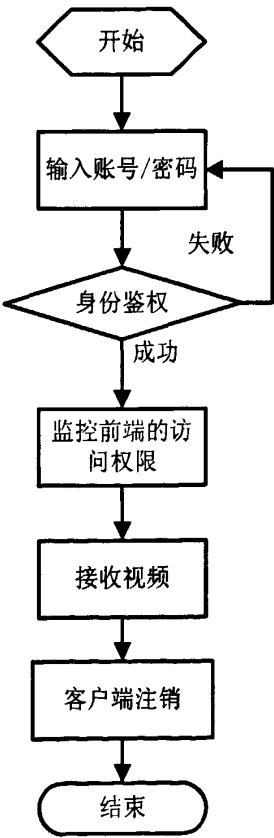 开始
输入账号/密码
失败
身份鉴权
成功
监控前端的访
问权限
接收视频
客户端注销
结束